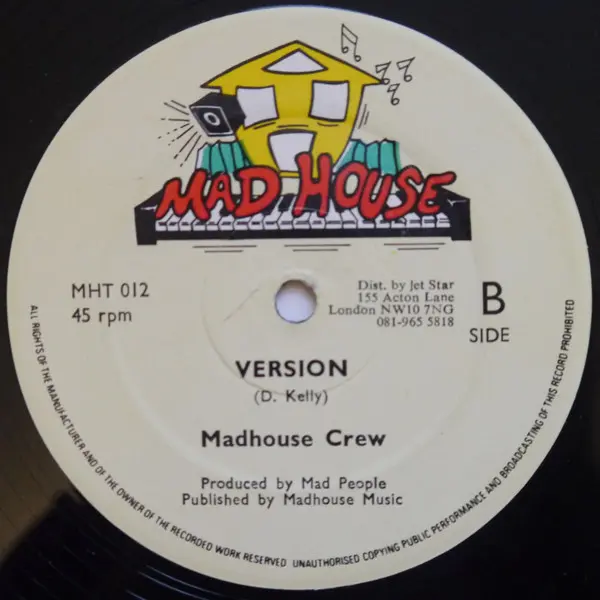 MAD HOUSE
MHT 012
45 rpm
Dist. by Jet Star
155 Acton Lane
London NW10 7NG
081-965 5818
B
SIDE
VERSION
(D. Kelly)
Madhouse Crew
Produced by Mad People
Published by Madhouse Music
ALL RIGHTS OF THE MANUFACTURER AND OF THE OWNER OF THE RECORDED WORK RESERVED UNAUTHORISED COPYING PUBLIC PERFORMANCE AND BROADCASTING OF THIS RECORD PROHIBITED